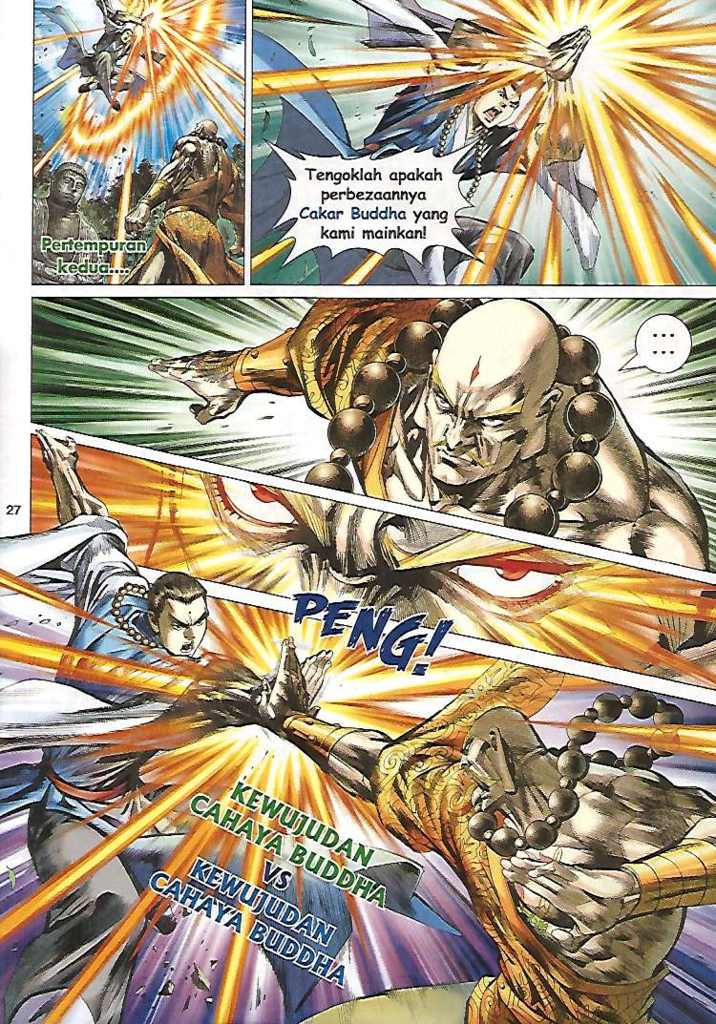 Pertempuran
kedua....
Tengoklah apakah
perbezaannya
Cakar Buddha yang
kami mainkan!
...
...
27
PENG!
KEWUJUDAN
CAHAYA BUDDHA
VS
KEWUJUDAN
CAHAYA BUDDHA